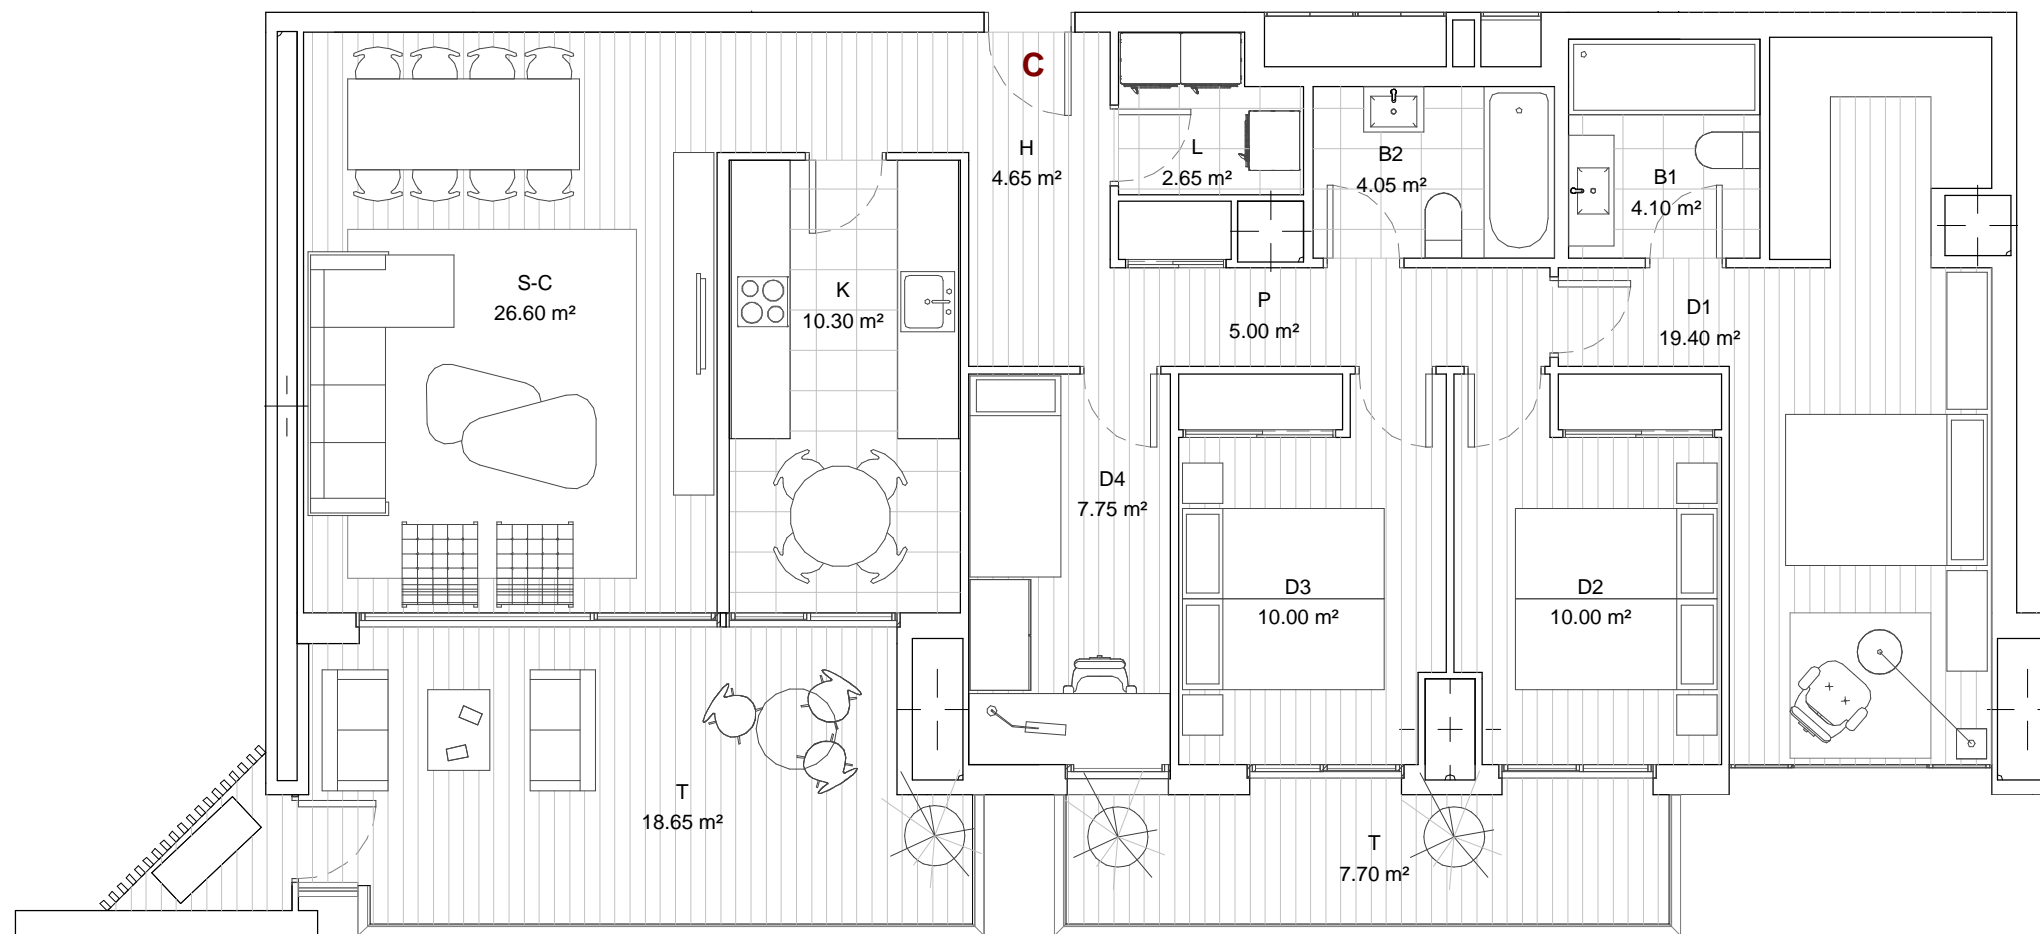 C
H
4.65 m²
L
2.65 m²
B2
4.05 m²
B1
4.10 m²
S-C
26.60 m²
K
10.30 m²
P
5.00 m²
D1
19.40 m²
D4
7.75 m²
D3
10.00 m²
D2
10.00 m²
T
18.65 m²
T
7.70 m²